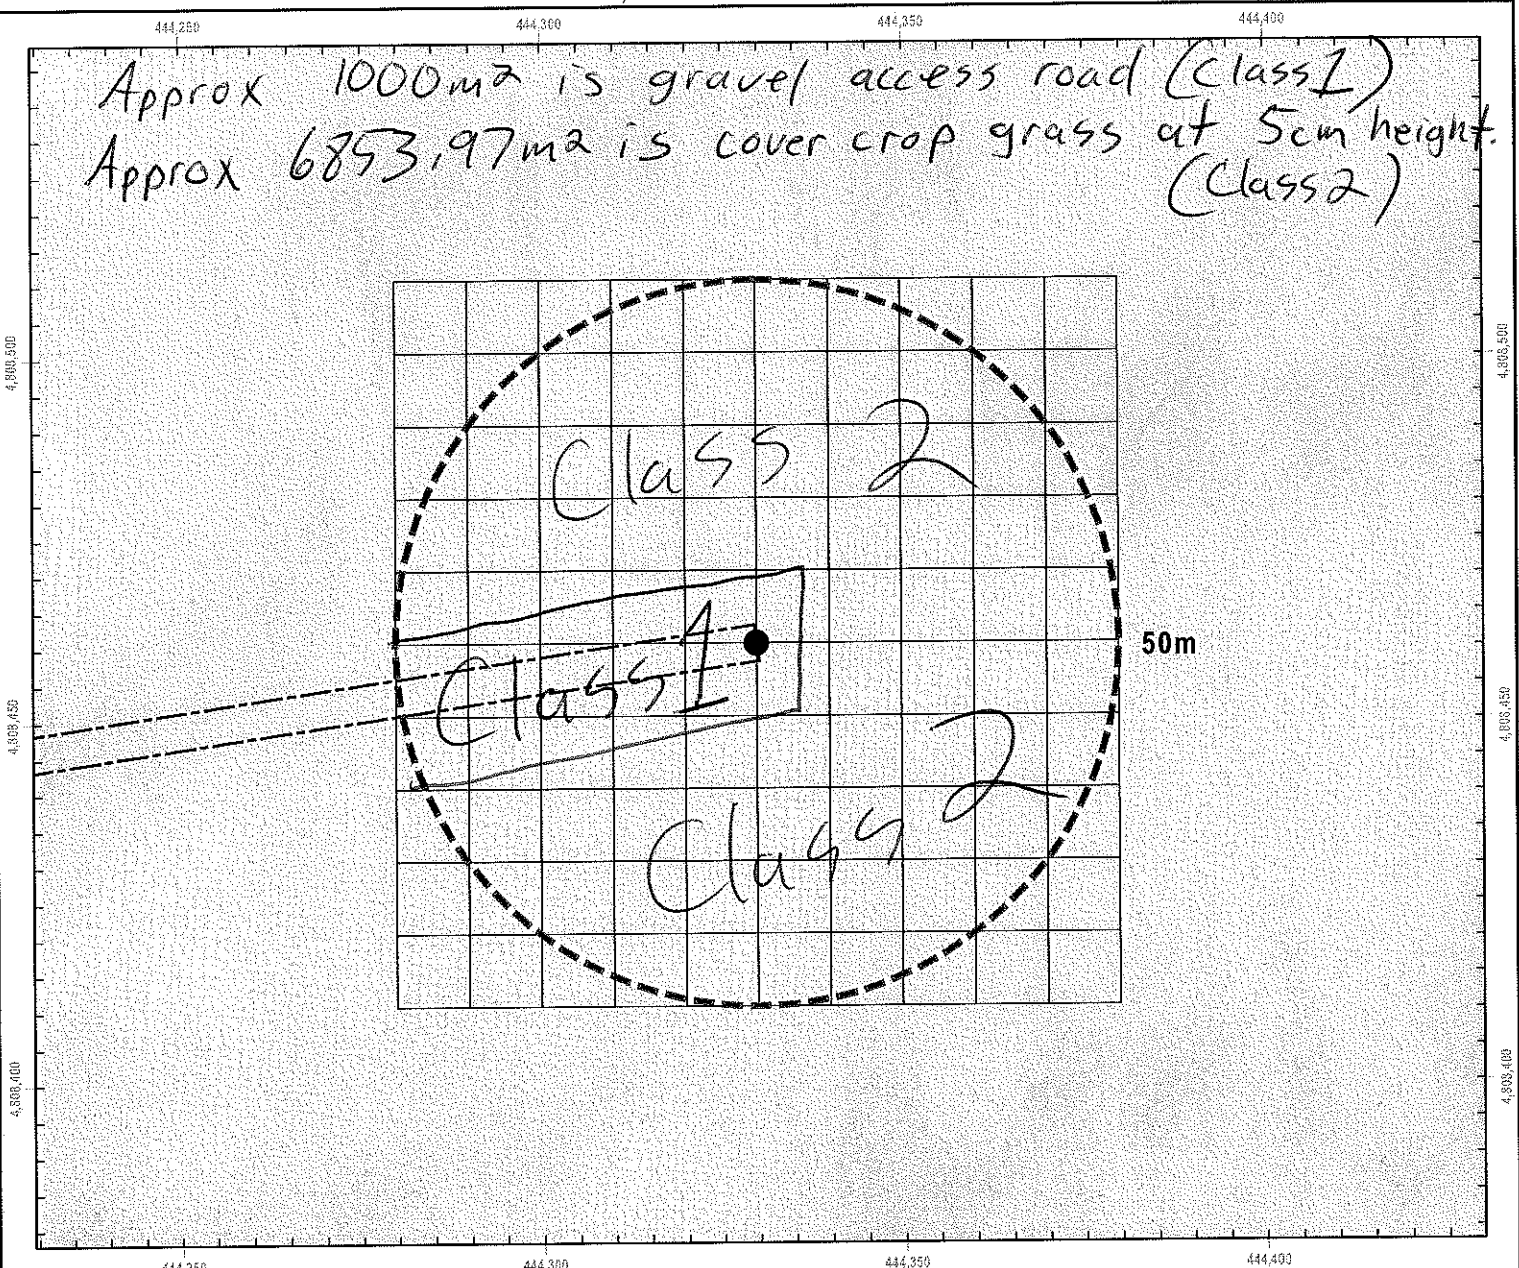 444,250 444,300 444,350 444,400
Approx 1000m² is gravel access road (Class1)
Approx 6853,97m² is cover crop grass at 5cm height.
(Class2)
4,808,500 4,808,500
Class 2
Class 1
50m
4,808,450 4,808,450
Class 2
4,808,400 4,808,400
444,250 444,300 444,350 444,400